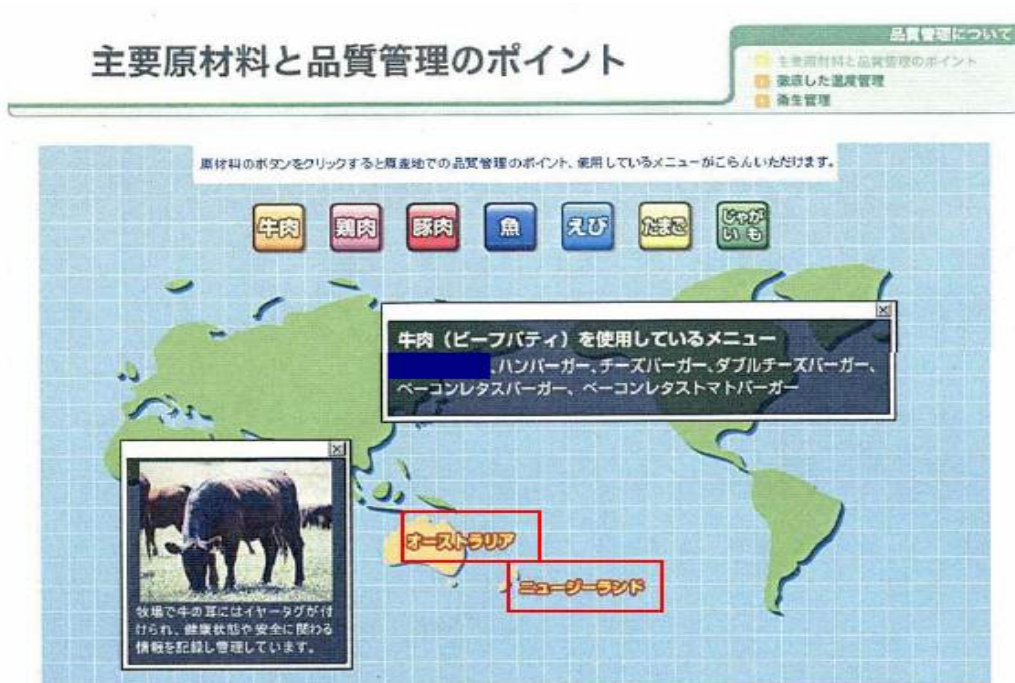 主要原材料と品質管理のポイント
品質管理について
主要原材料と品質管理のポイント
徹底した温度管理
衛生管理
原材料のボタンをクリックすると原産地での品質管理のポイント、使用しているメニューがごらんいただけます。
牛肉
鶏肉
豚肉
魚
えび
たまご
じゃが
いも
牛肉（ビーフパティ）を使用しているメニュー
、ハンバーガー、チーズバーガー、ダブルチーズバーガー、
ベーコンレタスバーガー、ベーコンレタストマトバーガー
オーストラリア
ニュージーランド
牧場で牛の耳にはイヤータグが付
けられ、健康状態や安全に関わる
情報を記録し管理しています。